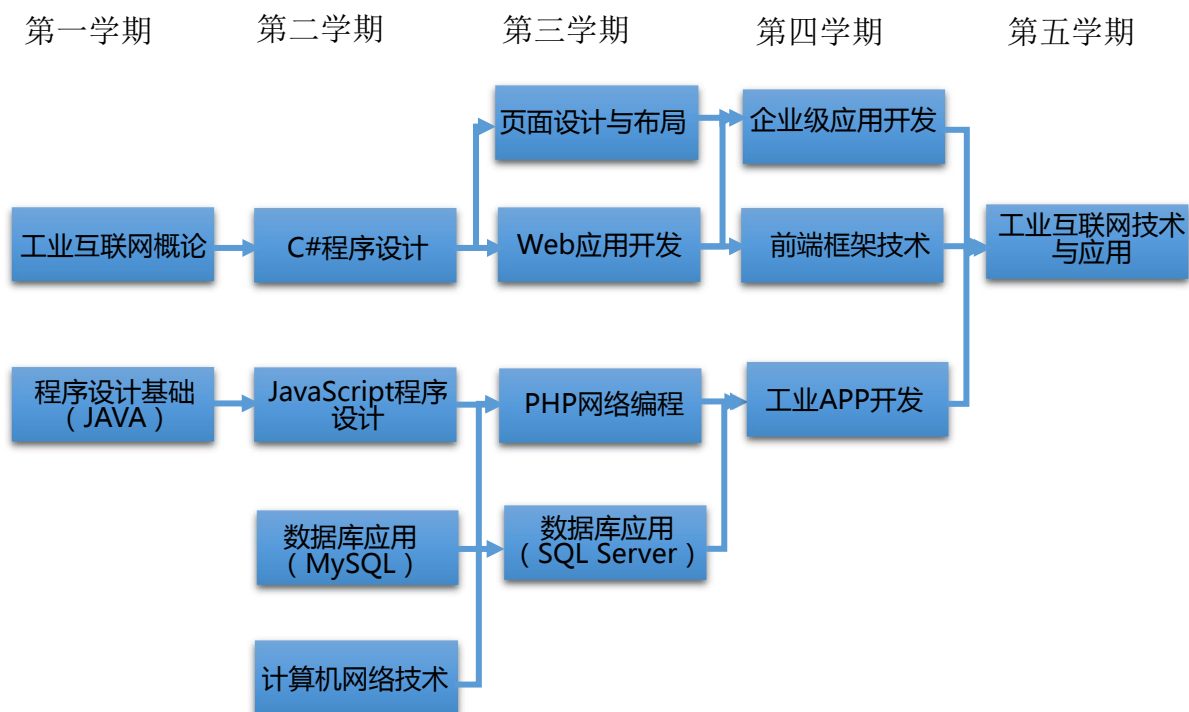 第一学期
第二学期
第三学期
第四学期
第五学期
页面设计与布局
企业级应用开发
工业互联网概论
C#程序设计
Web应用开发
前端框架技术
工业互联网技术
与应用
程序设计基础
（JAVA）
JavaScript程序
设计
PHP网络编程
工业APP开发
数据库应用
（MySQL）
数据库应用
（SQL Server）
计算机网络技术